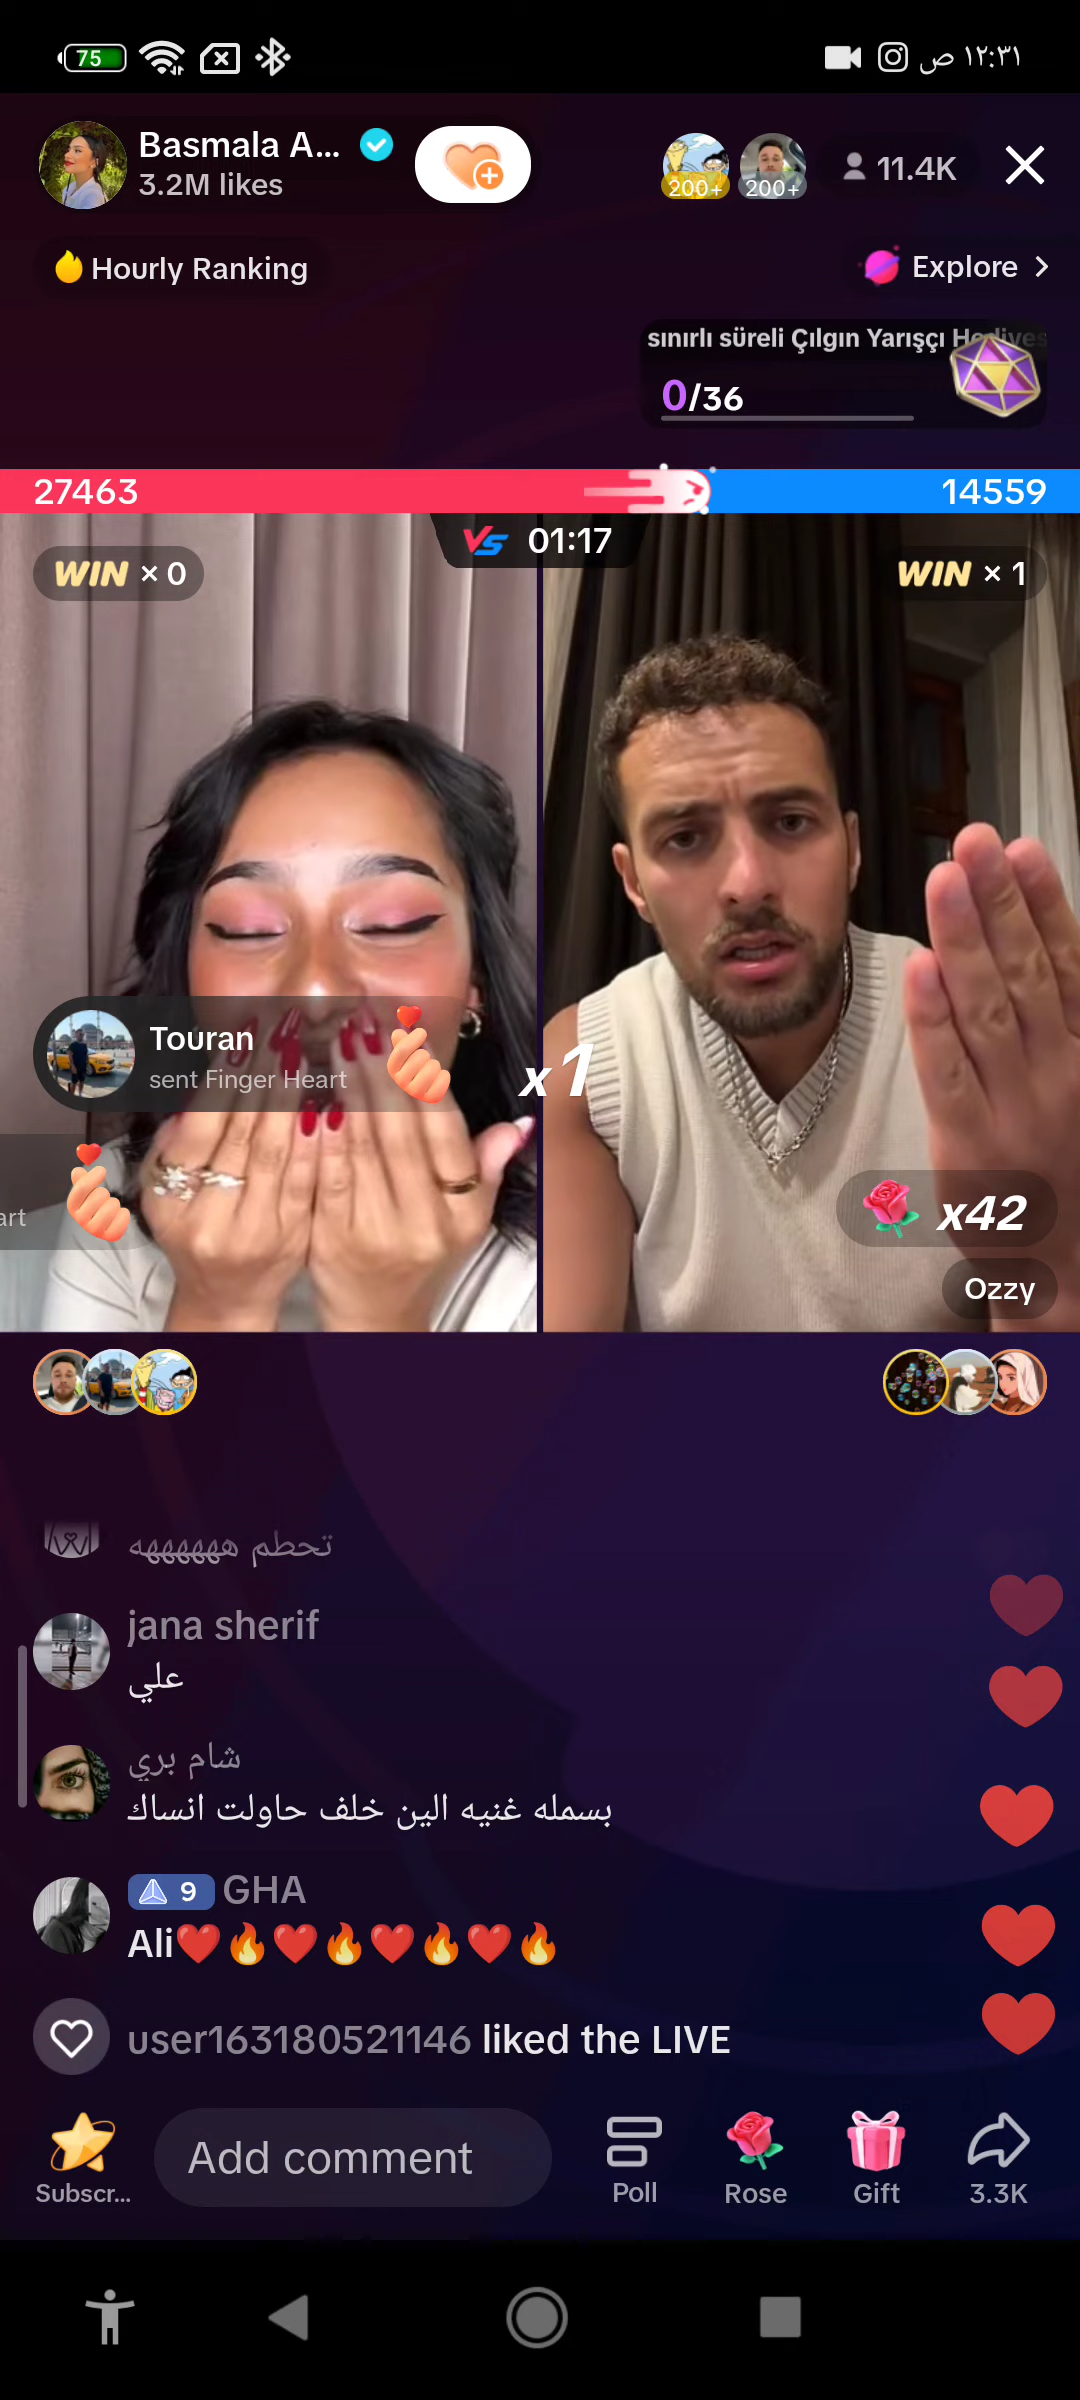 75
١٢:٣١ ص
Basmala A...
3.2M likes
200+
200+
11.4K
Hourly Ranking
Explore
sınırlı süreli Çılgın Yarışçı Hediyes
0/36
27463
14559
VS 01:17
WIN × 0
WIN × 1
Touran
sent Finger Heart
x1
art
x42
Ozzy
تحطم ههههههه
jana sherif
علي
شام بري
بسمله غنيه الين خلف حاولت انساك
9 GHA
Ali❤️🔥❤️🔥❤️🔥❤️🔥
user163180521146 liked the LIVE
Add comment
Subscr...
Poll
Rose
Gift
3.3K